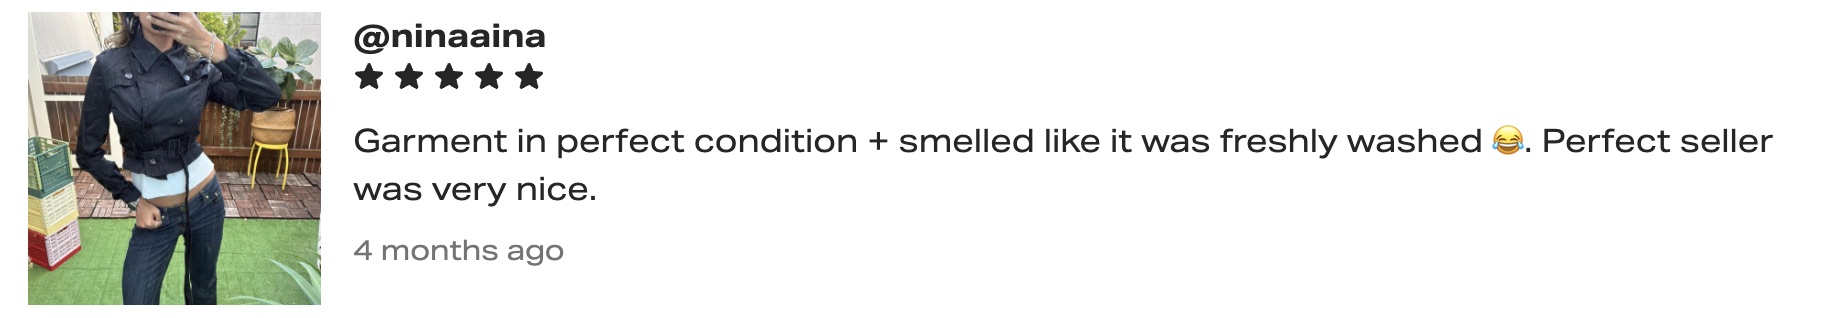 @ninaaina
★ ★ ★ ★ ★
Garment in perfect condition + smelled like it was freshly washed 😂. Perfect seller
was very nice.
4 months ago